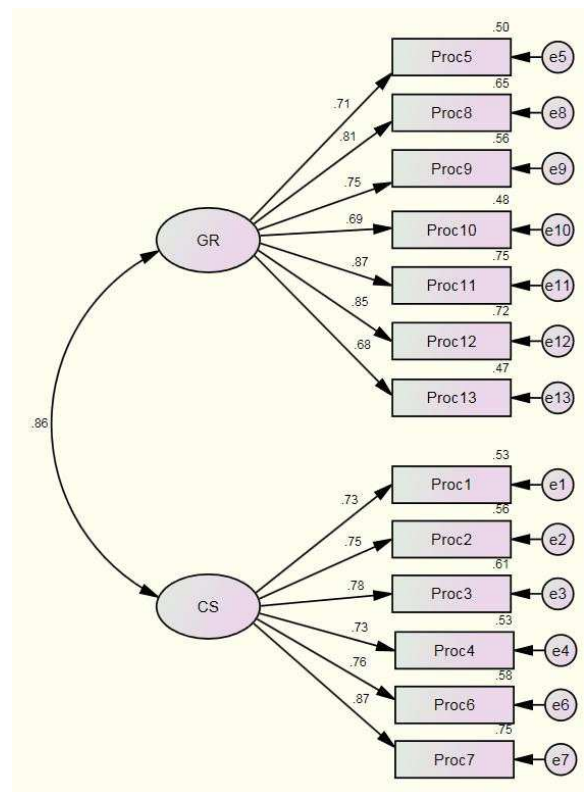 .50
Proc5
e5
.71
.65
Proc8
e8
.81
.56
Proc9
e9
.75
.48
Proc10
e10
.69
GR
.75
Proc11
e11
.87
.72
Proc12
e12
.85
.47
Proc13
e13
.68
.86
.53
Proc1
e1
.73
.56
Proc2
e2
.75
.61
Proc3
e3
.78
CS
.53
Proc4
e4
.73
.58
Proc6
e6
.76
.75
Proc7
e7
.87